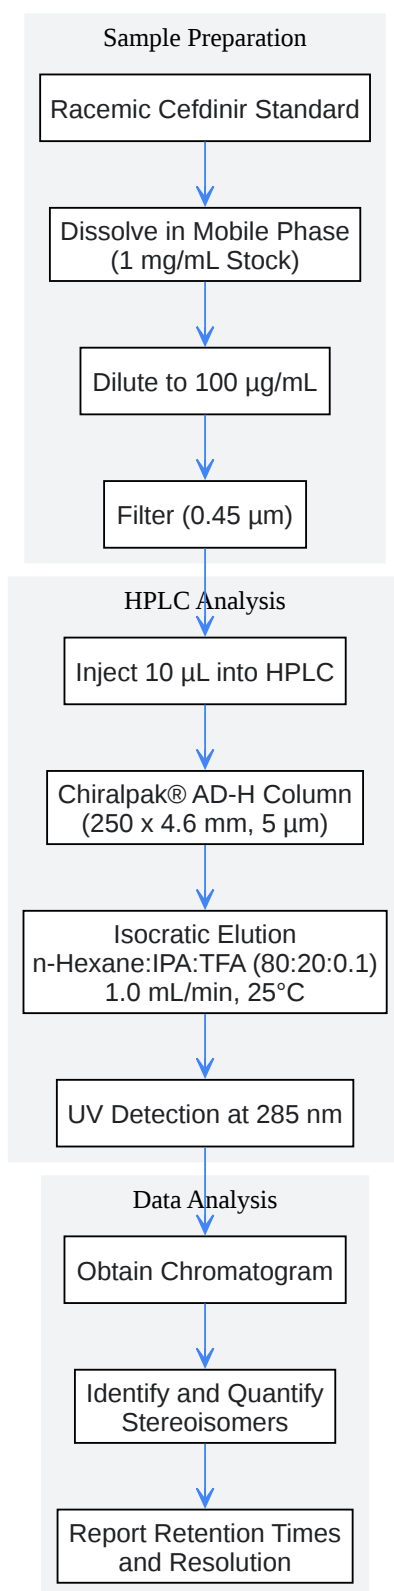 Sample Preparation
Racemic Cefdinir Standard
Dissolve in Mobile Phase
(1 mg/mL Stock)
Dilute to 100 µg/mL
Filter (0.45 µm)
HPLC Analysis
Inject 10 µL into HPLC
Chiralpak® AD-H Column
(250 x 4.6 mm, 5 µm)
Isocratic Elution
n-Hexane:IPA:TFA (80:20:0.1)
1.0 mL/min, 25°C
UV Detection at 285 nm
Data Analysis
Obtain Chromatogram
Identify and Quantify
Stereoisomers
Report Retention Times
and Resolution